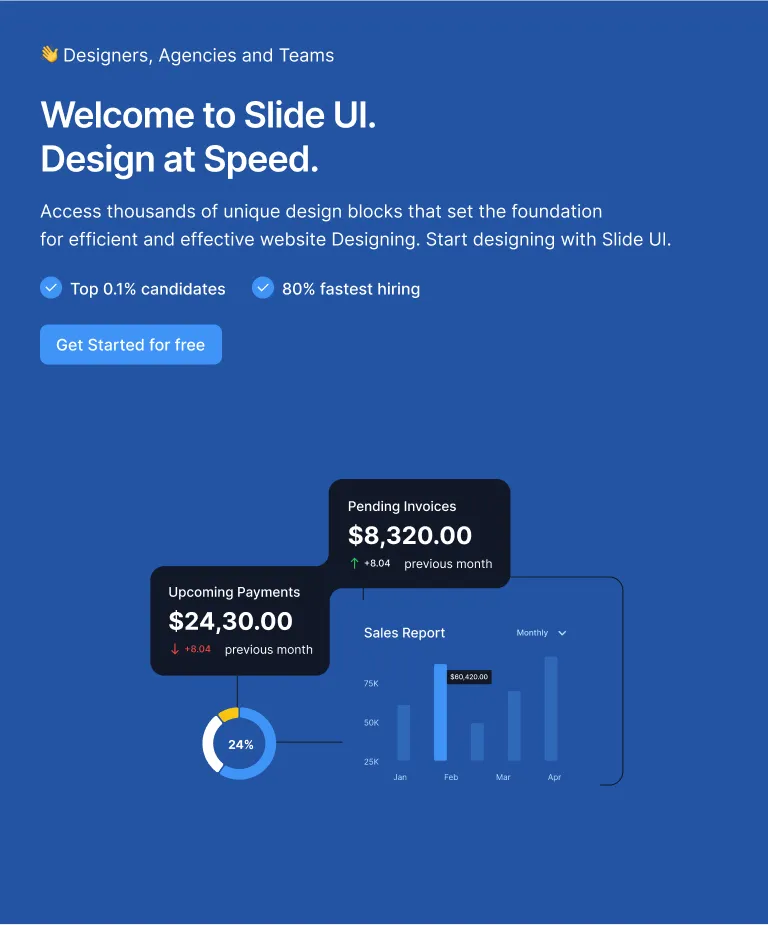 👋 Designers, Agencies and Teams
Welcome to Slide UI.
Design at Speed.
Access thousands of unique design blocks that set the foundation
for efficient and effective website Designing. Start designing with Slide UI.
Top 0.1% candidates
80% fastest hiring
Get Started for free
Pending Invoices
$8,320.00
+8.04 previous month
Upcoming Payments
$24,30.00
+8.04 previous month
Sales Report
Monthly
$60,420.00
75K
50K
25K
Jan Feb Mar Apr
24%